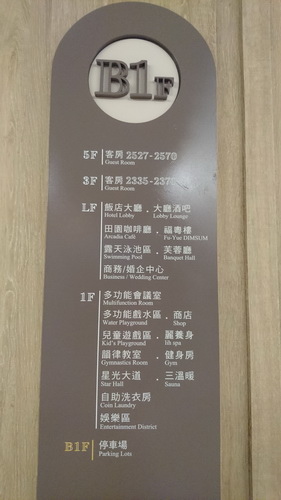 B1F
5F 客房 2527-2570
Guest Room
3F 客房 2335-237
Guest Room
LF 飯店大廳 . 大廳酒吧
Hotel Lobby Lobby Lounge
田園咖啡廳 . 福粵樓
Arcadia Café Fu-Yue DIMSUM
露天泳池區 . 芙蓉廳
Swimming Pool Banquet Hall
商務/婚企中心
Business / Wedding Center
1F 多功能會議室
Multifunction Room
多功能戲水區 . 商店
Water Playground Shop
兒童遊戲區 . 麗養身
Kid's Playground lih spa
韻律教室 . 健身房
Gymnastics Room Gym
星光大道 . 三溫暖
Star Hall Sauna
自助洗衣房
Coin Laundry
娛樂區
Entertainment District
B1F 停車場
Parking Lots